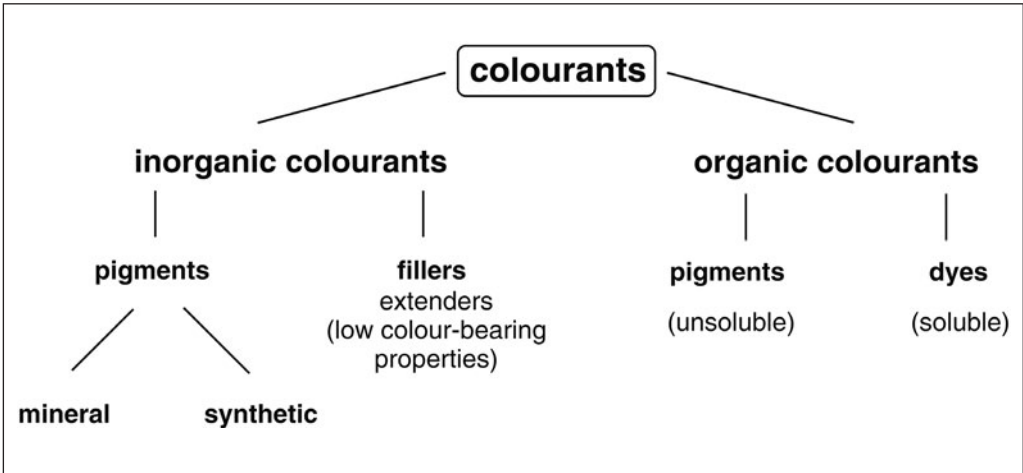 colourants
inorganic colourants
organic colourants
pigments
fillers
extenders
(low colour-bearing
properties)
pigments
(unsoluble)
dyes
(soluble)
mineral
synthetic